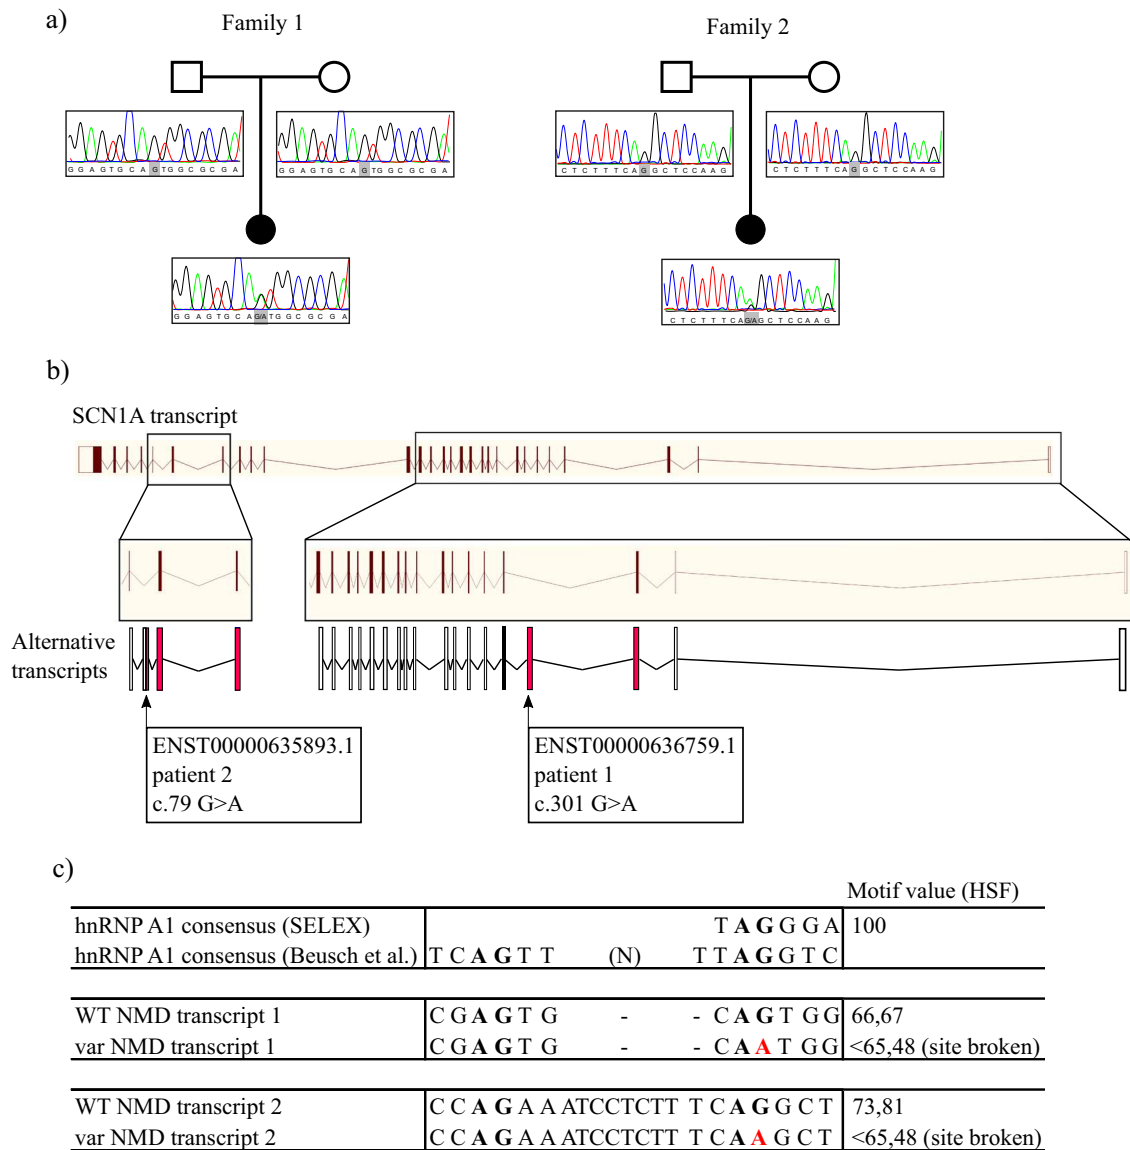 a)
Family 1
Family 2
G G A G T G C A G T G G C G C G A
G G A G T G C A G T G G C G C G A
C T C T T T C A G G C T C C A A G
C T C T T T C A G G C T C C A A G
G G A G T G C A G/A T G G C G C G A
C T C T T T C A G/A G C T C C A A G
b)
SCN1A transcript
Alternative
transcripts
ENST00000635893.1
patient 2
c.79 G>A
ENST00000636759.1
patient 1
c.301 G>A
c)
Motif value (HSF)
hnRNP A1 consensus (SELEX) T A G G G A 100
hnRNP A1 consensus (Beusch et al.) T C A G T T (N) T T A G G T C
WT NMD transcript 1 C G A G T G - - C A G T G G 66,67
var NMD transcript 1 C G A G T G - - C A A T G G <65,48 (site broken)
WT NMD transcript 2 C C A G A A ATCCTCTT T C A G G C T 73,81
var NMD transcript 2 C C A G A A ATCCTCTT T C A A G C T <65,48 (site broken)